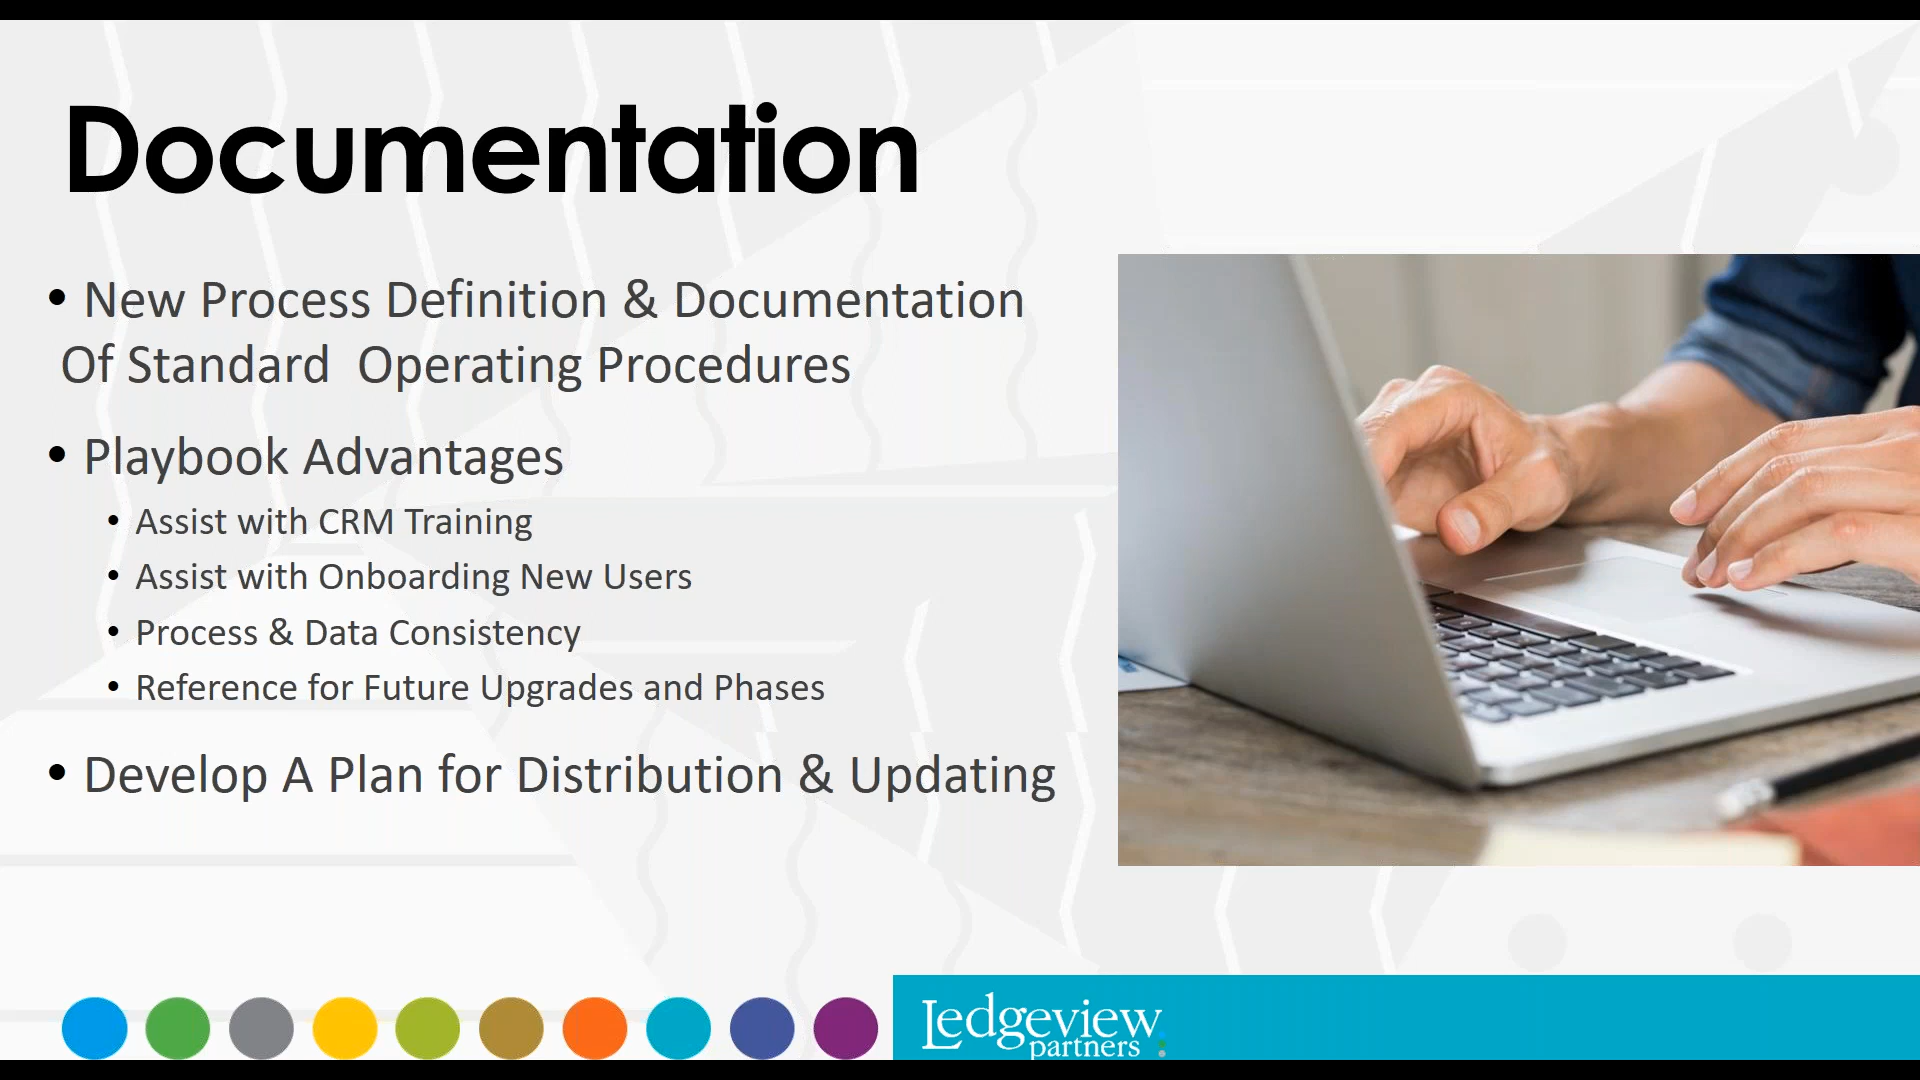 Documentation
• New Process Definition & Documentation
Of Standard  Operating Procedures
• Playbook Advantages
• Assist with CRM Training
• Assist with Onboarding New Users
• Process & Data Consistency
• Reference for Future Upgrades and Phases
• Develop A Plan for Distribution & Updating
Ledgeview
partners